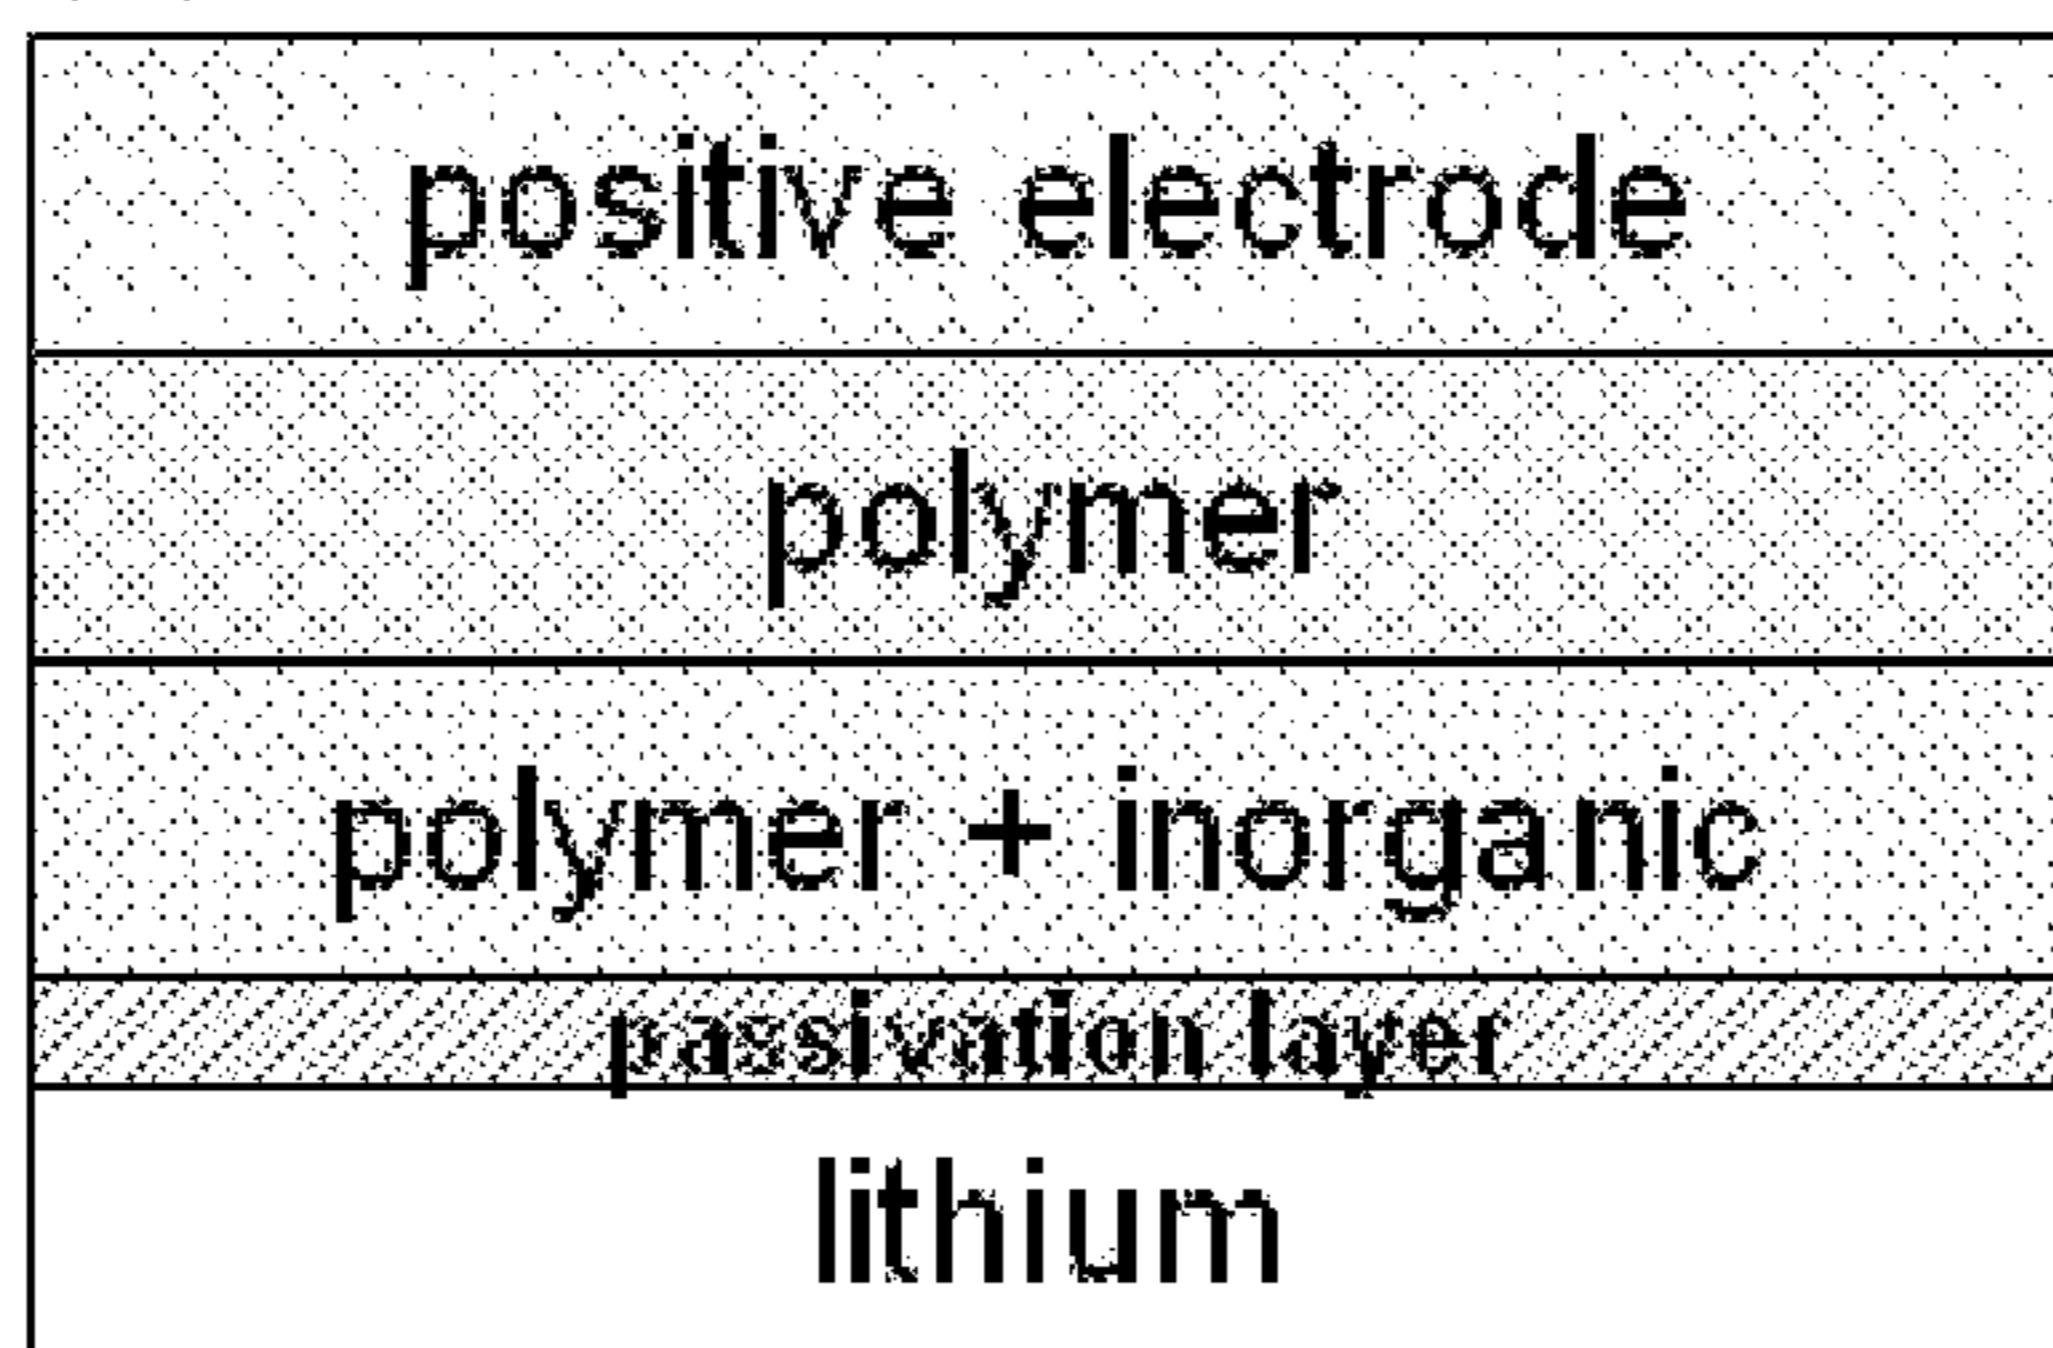 positive electrode
polymer
polymer + inorganic
passivation layer
lithium